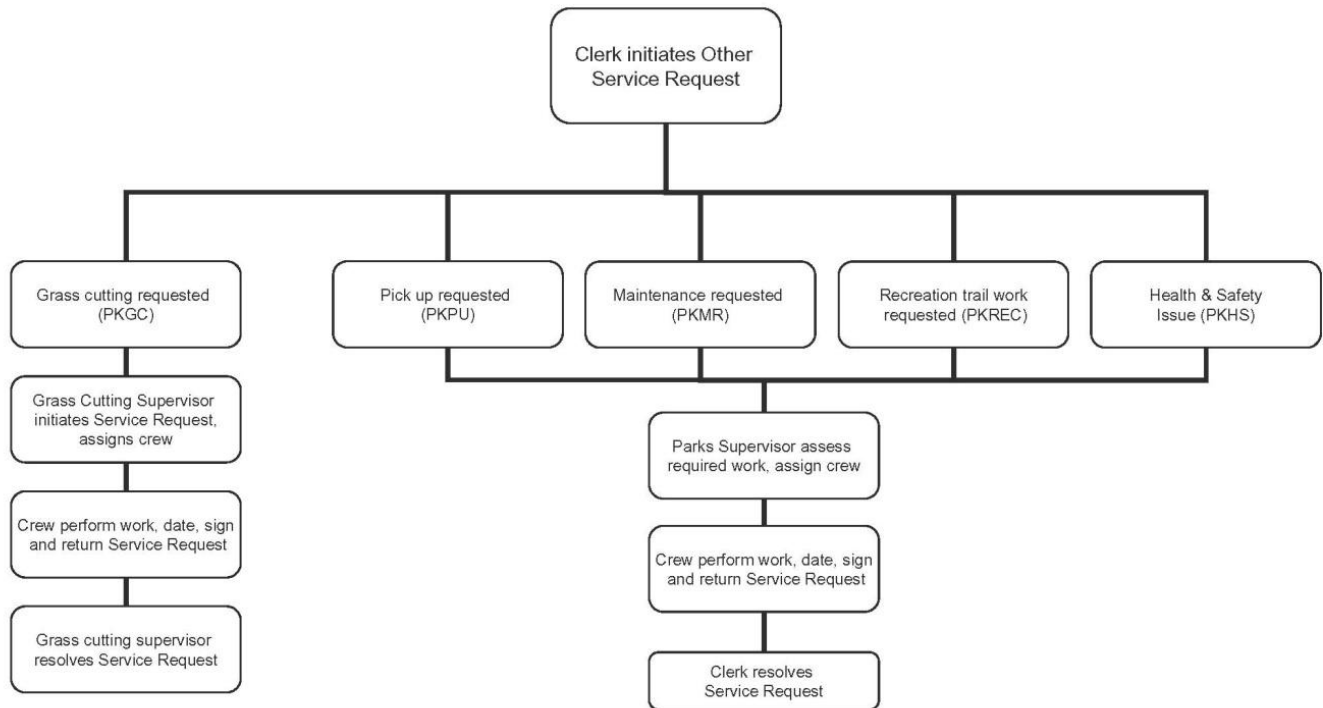 Clerk initiates Other
Service Request
Grass cutting requested
(PKGC)
Pick up requested
(PKPU)
Maintenance requested
(PKMR)
Recreation trail work
requested (PKREC)
Health & Safety
Issue (PKHS)
Grass Cutting Supervisor
initiates Service Request,
assigns crew
Parks Supervisor assess
required work, assign crew
Crew perform work, date, sign
and return Service Request
Crew perform work, date, sign
and return Service Request
Grass cutting supervisor
resolves Service Request
Clerk resolves
Service Request